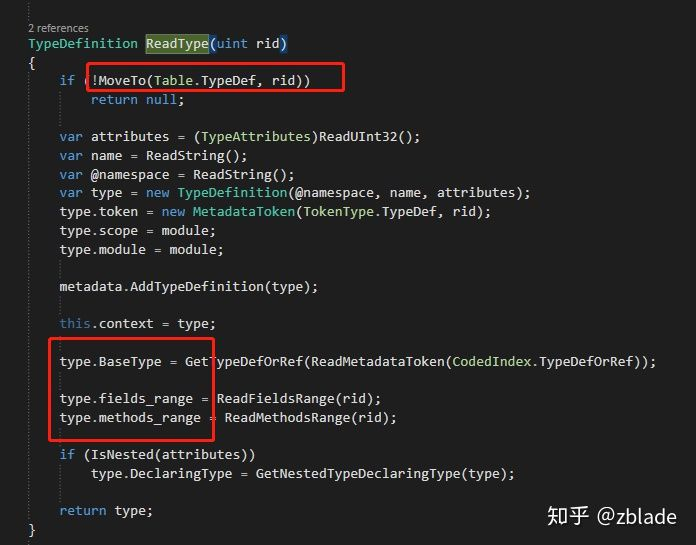 2 references
TypeDefinition ReadType(uint rid)
{
if (!MoveTo(Table.TypeDef, rid))
return null;
var attributes = (TypeAttributes)ReadUInt32();
var name = ReadString();
var @namespace = ReadString();
var type = new TypeDefinition(@namespace, name, attributes);
type.token = new MetadataToken(TokenType.TypeDef, rid);
type.scope = module;
type.module = module;
metadata.AddTypeDefinition(type);
this.context = type;
type.BaseType = GetTypeDefOrRef(ReadMetadataToken(CodedIndex.TypeDefOrRef));
type.fields_range = ReadFieldsRange(rid);
type.methods_range = ReadMethodsRange(rid);
if (IsNested(attributes))
type.DeclaringType = GetNestedTypeDeclaringType(type);
return type;
}
知乎 @zblade